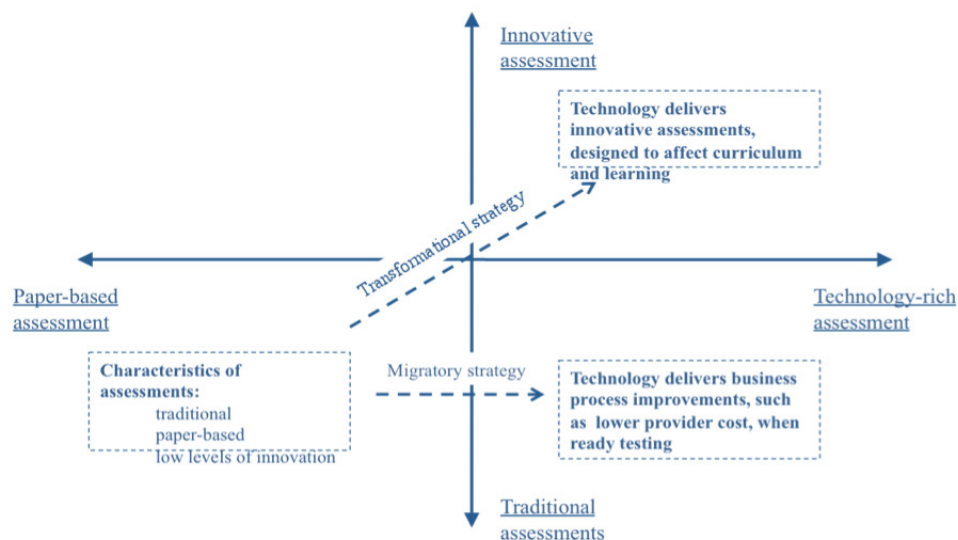 Innovative
assessment
Technology delivers
innovative assessments,
designed to affect curriculum
and learning
Transformational strategy
Paper-based
assessment
Technology-rich
assessment
Characteristics of
assessments:
traditional
paper-based
low levels of innovation
Migratory strategy
Technology delivers business
process improvements, such
as lower provider cost, when
ready testing
Traditional
assessments